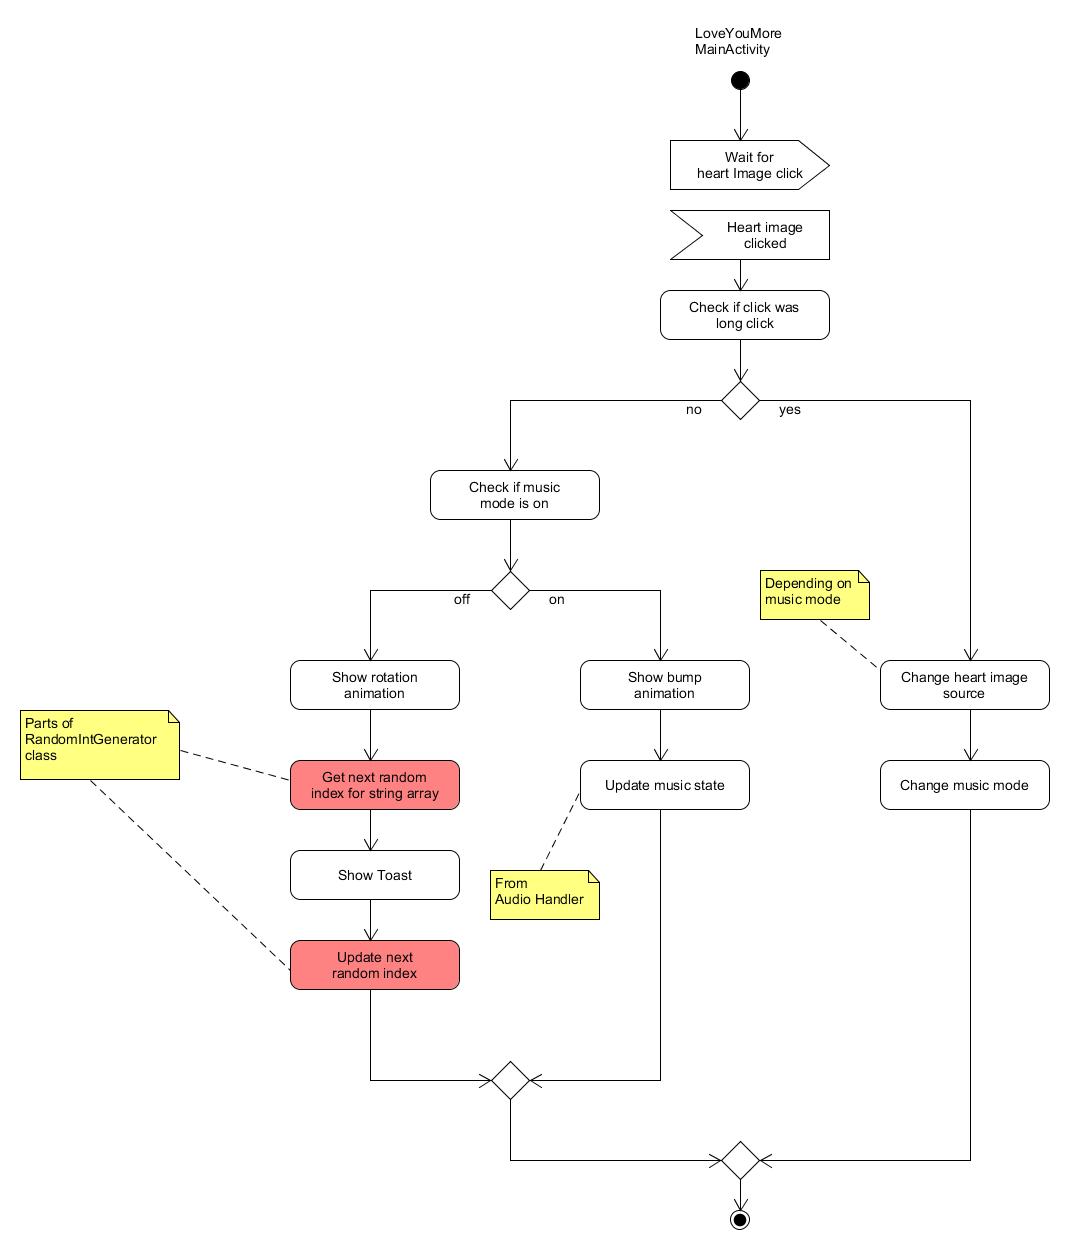 LoveYouMore
MainActivity
Wait for
heart Image click
Heart image
clicked
Check if click was
long click
no
yes
Check if music
mode is on
off
on
Depending on
music mode
Show rotation
animation
Show bump
animation
Change heart image
source
Parts of
RandomIntGenerator
class
Get next random
index for string array
Update music state
Change music mode
Show Toast
From
Audio Handler
Update next
random index